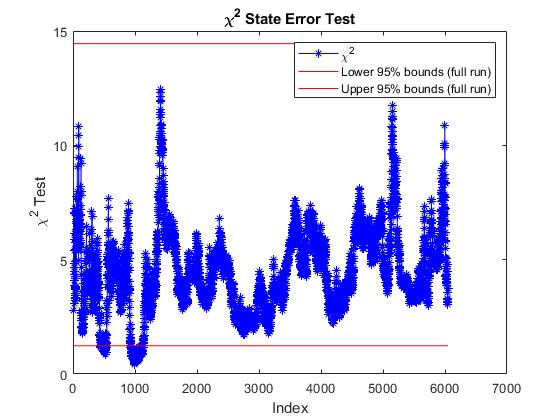 χ² State Error Test
15
χ²
Lower 95% bounds (full run)
Upper 95% bounds (full run)
10
χ² Test
5
0
0 1000 2000 3000 4000 5000 6000 7000
Index